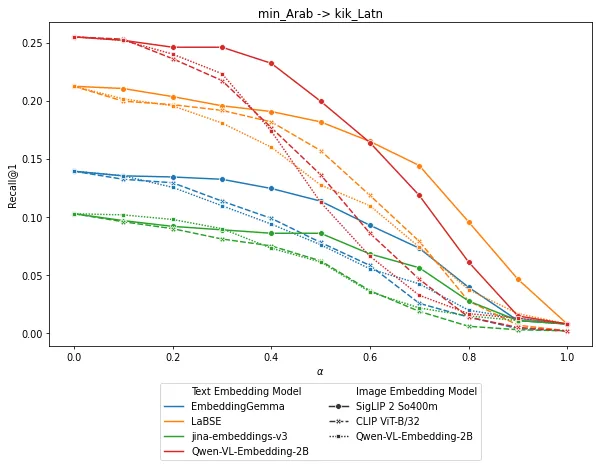 min_Arab -> kik_Latn
Recall@1
0.25
0.20
0.15
0.10
0.05
0.00
0.0 0.2 0.4 0.6 0.8 1.0
α
Text Embedding Model Image Embedding Model
EmbeddingGemma SigLIP 2 So400m
LaBSE CLIP ViT-B/32
jina-embeddings-v3 Qwen-VL-Embedding-2B
Qwen-VL-Embedding-2B